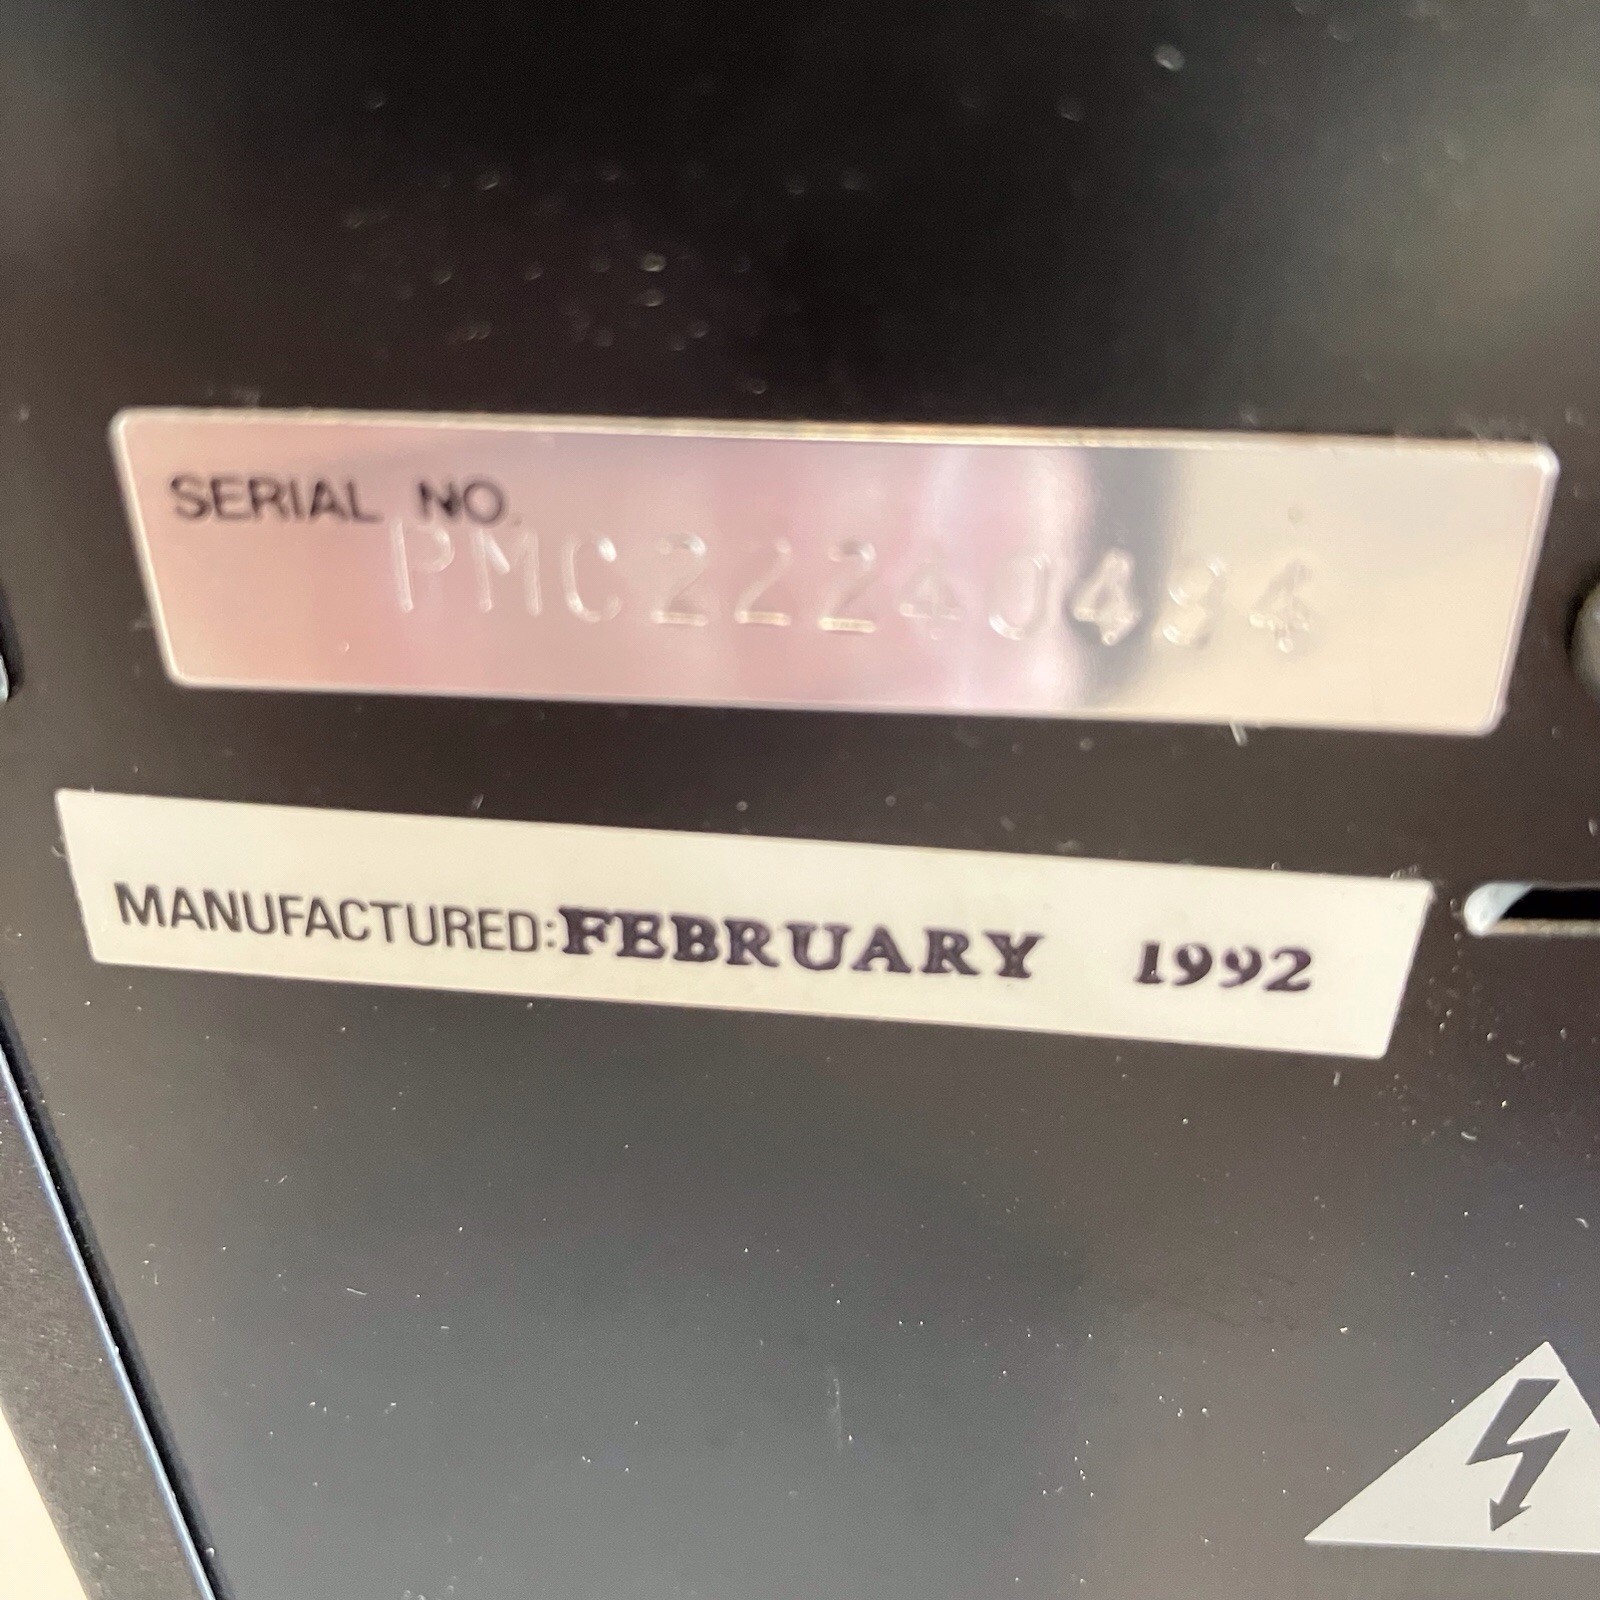 SERIAL NO.
MANUFACTURED: FEBRUARY 1992